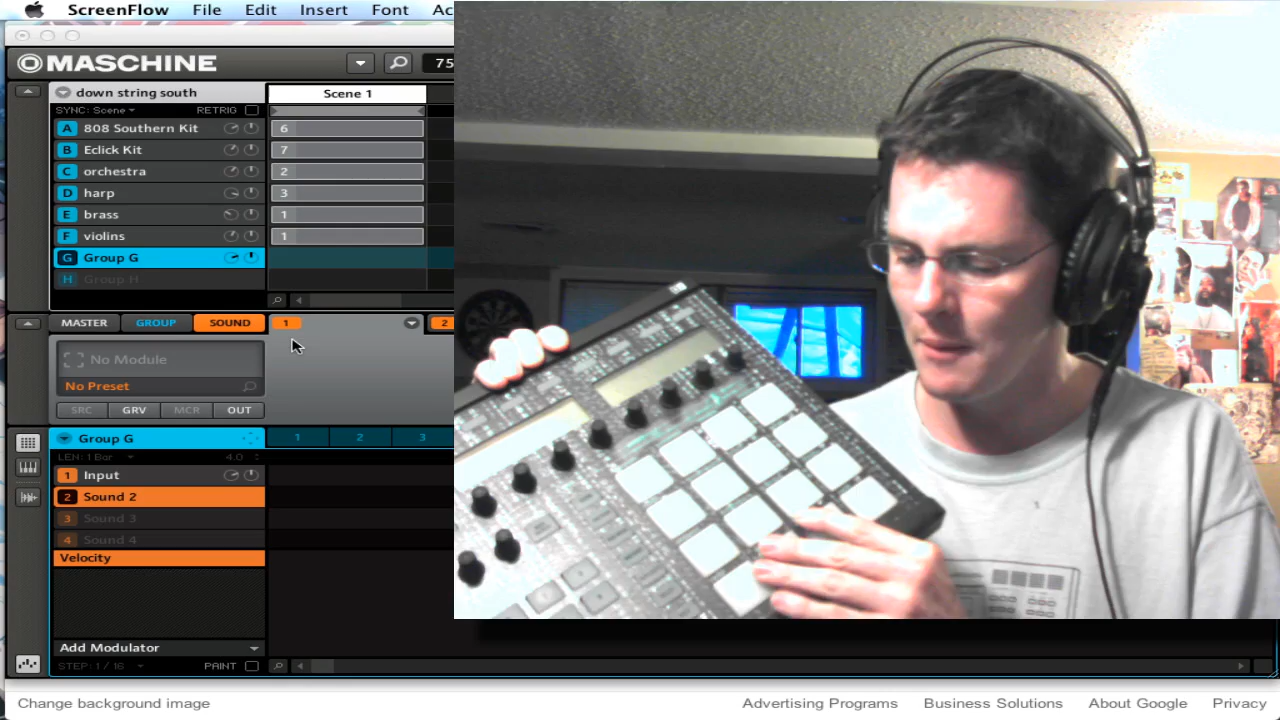 ScreenFlow File Edit Insert Font Ac
MASCHINE 75
down string south Scene 1
SYNC: Scene RETRIG
A 808 Southern Kit 6
B Eclick Kit 7
C orchestra 2
D harp 3
E brass 1
F violins 1
G Group G
H Group H
MASTER GROUP SOUND 1 2
No Module
No Preset
SRC GRV MCR OUT
Group G 1 2 3
LEN: 1 Bar 4.0
1 Input
2 Sound 2
3 Sound 3
4 Sound 4
Velocity
Add Modulator
STEP: 1 / 16 PAINT
Change background image Advertising Programs Business Solutions About Google Privacy